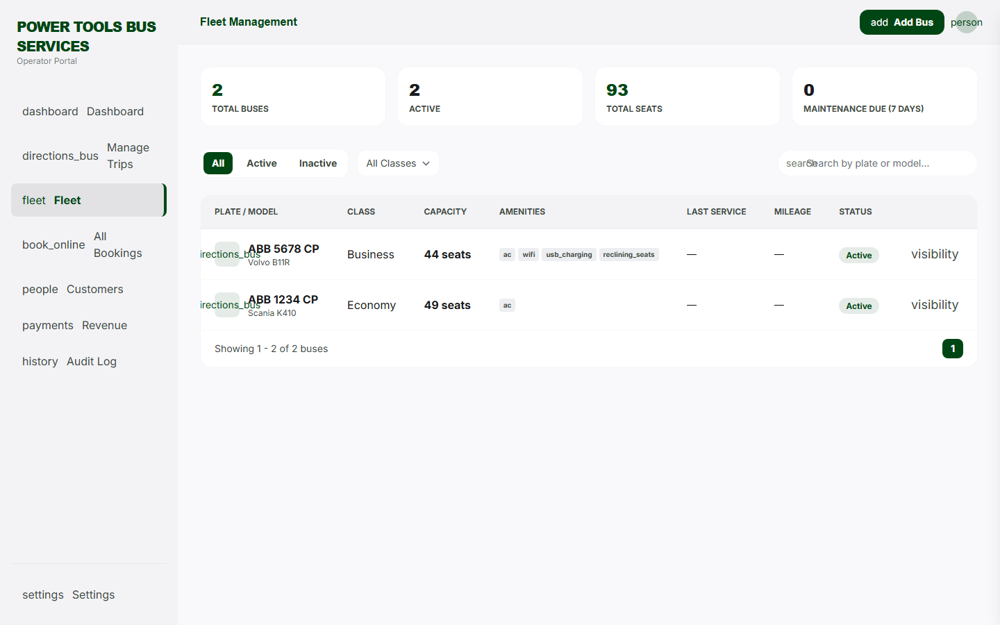 POWER TOOLS BUS
SERVICES
Operator Portal
dashboard Dashboard
directions_bus Manage
Trips
fleet Fleet
book_online All
Bookings
people Customers
payments Revenue
history Audit Log
settings Settings
Fleet Management
add Add Bus
person
2
TOTAL BUSES
2
ACTIVE
93
TOTAL SEATS
0
MAINTENANCE DUE (7 DAYS)
All Active Inactive
All Classes
search Search by plate or model...
PLATE / MODEL CLASS CAPACITY AMENITIES LAST SERVICE MILEAGE STATUS
irections_bus ABB 5678 CP Business 44 seats ac wifi usb_charging reclining_seats — — Active visibility
Volvo B11R
irections_bus ABB 1234 CP Economy 49 seats ac — — Active visibility
Scania K410
Showing 1 - 2 of 2 buses 1